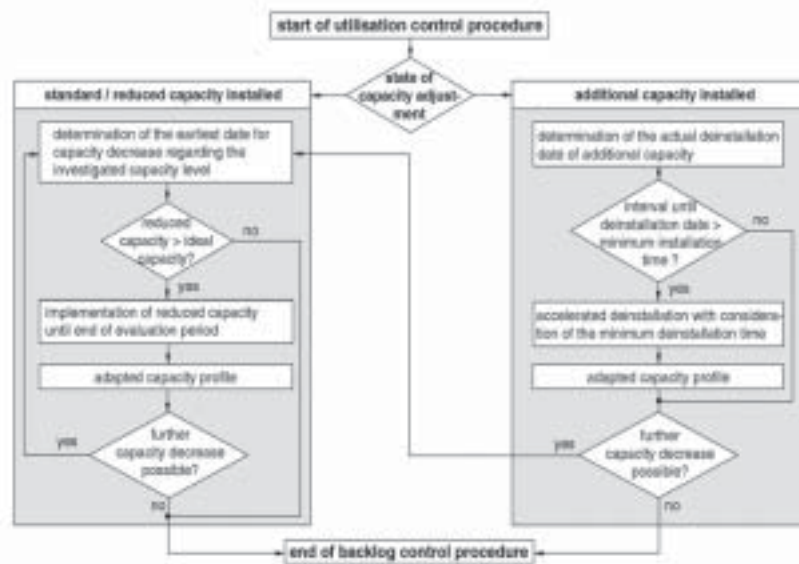 start of utilisation control procedure
state of
capacity adjust-
ment
standard / reduced capacity installed
determination of the earliest date for
capacity decrease regarding the
investigated capacity level
reduced
capacity > ideal
capacity?
no
yes
implementation of reduced capacity
until end of evaluation period
adapted capacity profile
yes
further
capacity decrease
possible?
no
additional capacity installed
determination of the actual deinstallation
date of additional capacity
interval until
deinstallation date >
minimum installation
time ?
no
yes
accelerated deinstallation with considera-
tion of the minimum deinstallation time
adapted capacity profile
yes
further
capacity decrease
possible?
no
end of backlog control procedure